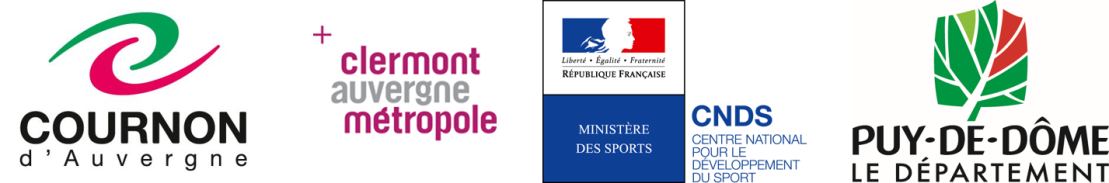 COURNON
d'Auvergne
clermont
auvergne
métropole
Liberté • Égalité • Fraternité
RÉPUBLIQUE FRANÇAISE
MINISTÈRE
DES SPORTS
CNDS
CENTRE NATIONAL
POUR LE
DÉVELOPPEMENT
DU SPORT
PUY-DE-DÔME
LE DÉPARTEMENT